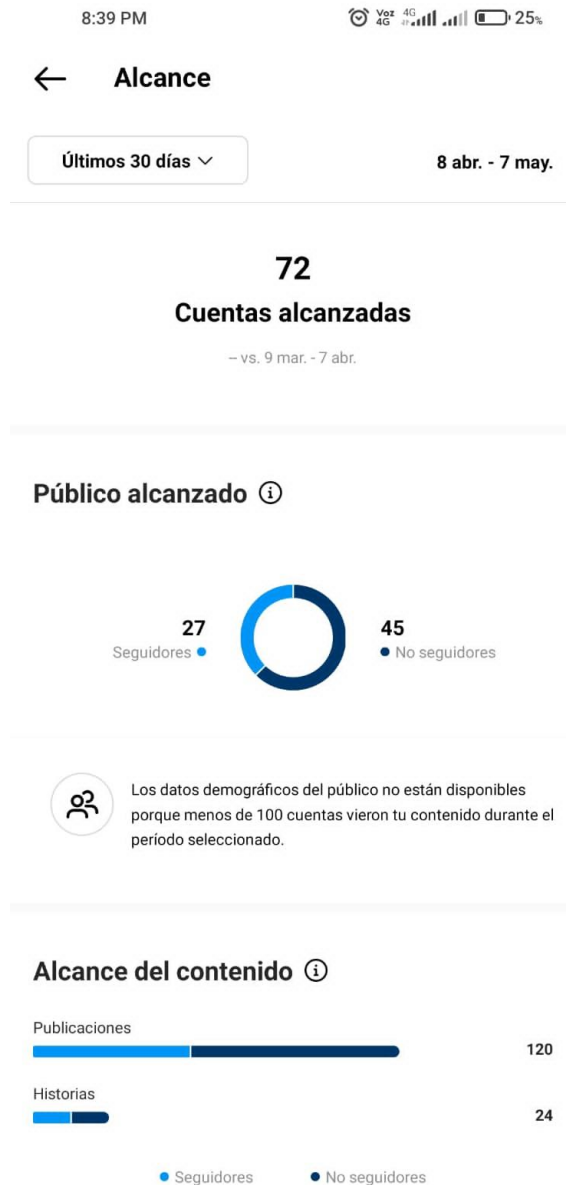 8:39 PM Voz 4G 4G 25%
Alcance
Últimos 30 días 8 abr. - 7 may.
72
Cuentas alcanzadas
-- vs. 9 mar. - 7 abr.
Público alcanzado
27
Seguidores
45
No seguidores
Los datos demográficos del público no están disponibles
porque menos de 100 cuentas vieron tu contenido durante el
período seleccionado.
Alcance del contenido
Publicaciones
120
Historias
24
Seguidores No seguidores